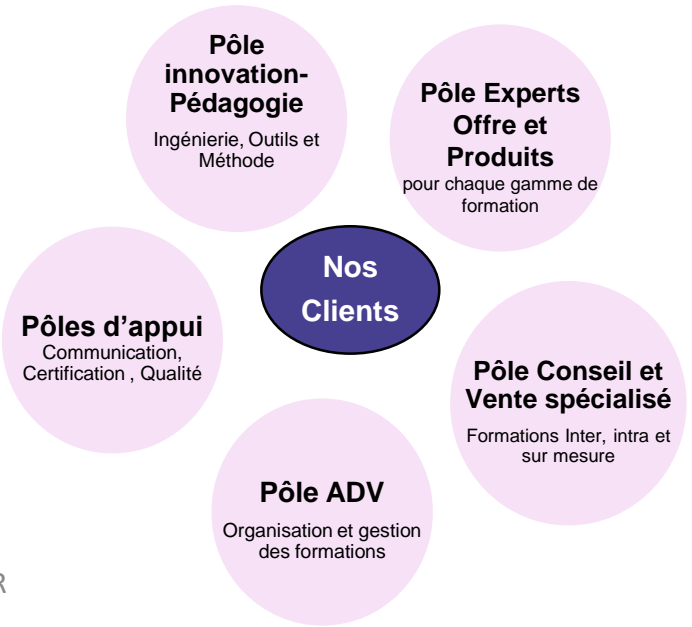 Pôle
innovation-
Pédagogie
Ingénierie, Outils et
Méthode
Pôle Experts
Offre et
Produits
pour chaque gamme de
formation
Nos
Clients
Pôles d’appui
Communication,
Certification , Qualité
Pôle Conseil et
Vente spécialisé
Formations Inter, intra et
sur mesure
Pôle ADV
Organisation et gestion
des formations
R